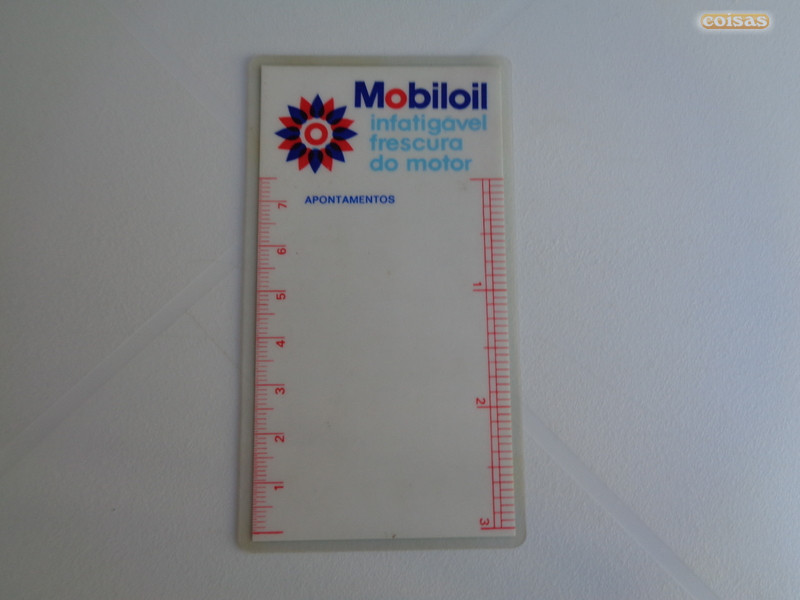 coisas
Mobiloil
infatigável
frescura
do motor
APONTAMENTOS
7
6
5
4
3
2
1
1
2
3